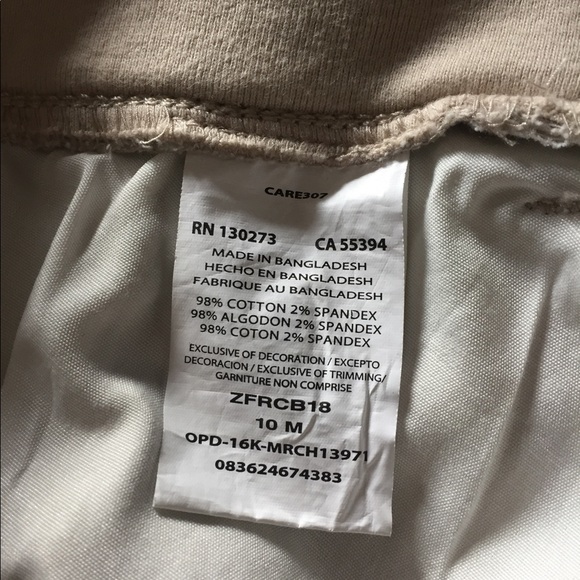 CARE307
RN 130273 CA 55394
MADE IN BANGLADESH
HECHO EN BANGLADESH
FABRIQUE AU BANGLADESH
98% COTTON 2% SPANDEX
98% ALGODON 2% SPANDEX
98% COTON 2% SPANDEX
EXCLUSIVE OF DECORATION / EXCEPTO
DECORACION / EXCLUSIVE OF TRIMMING/
GARNITURE NON COMPRISE
ZFRCB18
10 M
OPD-16K-MRCH13971
083624674383